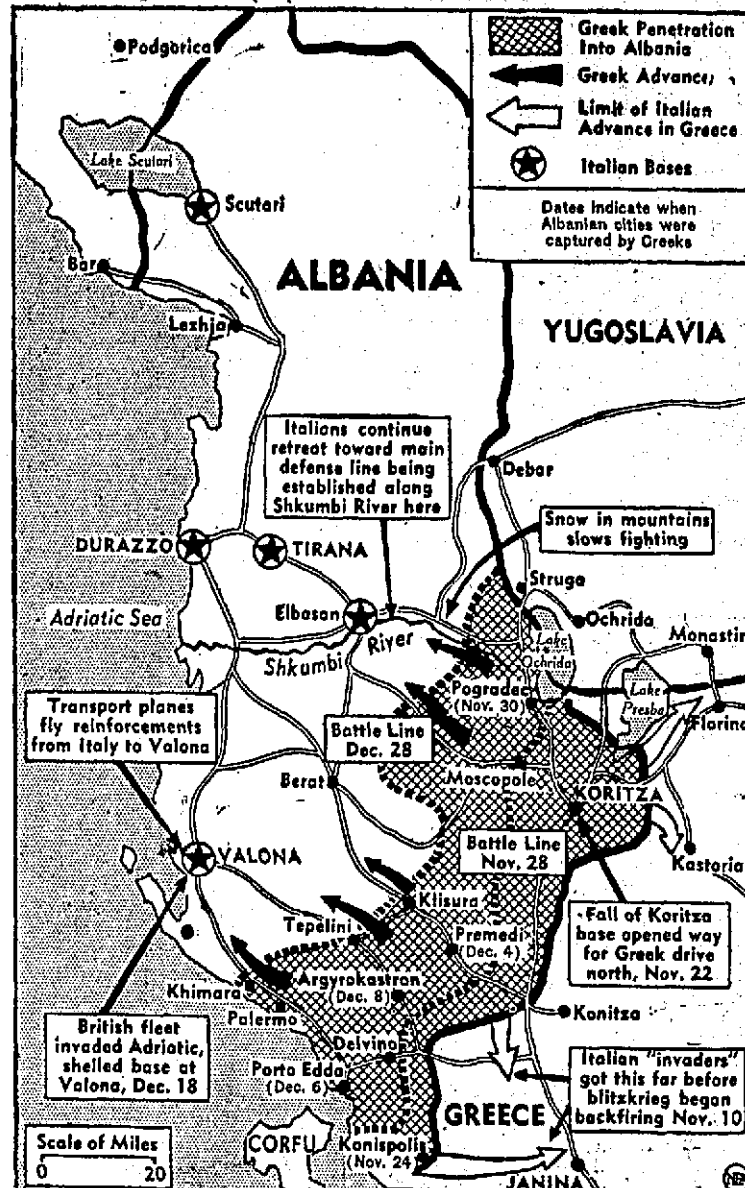 Podgorica
Greek Penetration
Into Albania
Greek Advance
Limit of Italian
Advance in Greece
Italian Bases
Dates Indicate when
Albanian cities were
captured by Greeks
Lake Scutari
Scutari
Bar
ALBANIA
Lezhja
YUGOSLAVIA
Italians continue
retreat toward main
defense line being
established along
Shkumbi River here
Debar
Snow in mountains
slows fighting
DURAZZO
TIRANA
Struga
Elbasan
Ochrida
Adriatic Sea
River
Shkumbi
Lake
Ochrida
Monastir
Lake
Presba
Florina
Pogradec
(Nov. 30)
Transport planes
fly reinforcements
from Italy to Valona
Battle Line
Dec. 28
Moscopole
Berat
KORITZA
Battle Line
Nov. 28
VALONA
Kastoria
Klisura
Tepelini
Premedi
(Dec. 4)
Fall of Koritza
base opened way
for Greek drive
north, Nov. 22
Argyrokastron
(Dec. 8)
Khimara
Palermo
Konitza
British fleet
invaded Adriatic,
shelled base at
Valona, Dec. 18
Delvino
Porto Edda
(Dec. 6)
Italian "invaders"
got this far before
blitzkrieg began
backfiring Nov. 10
GREECE
Scale of Miles
0 20
CORFU
Konispolis
(Nov. 24)
JANINA